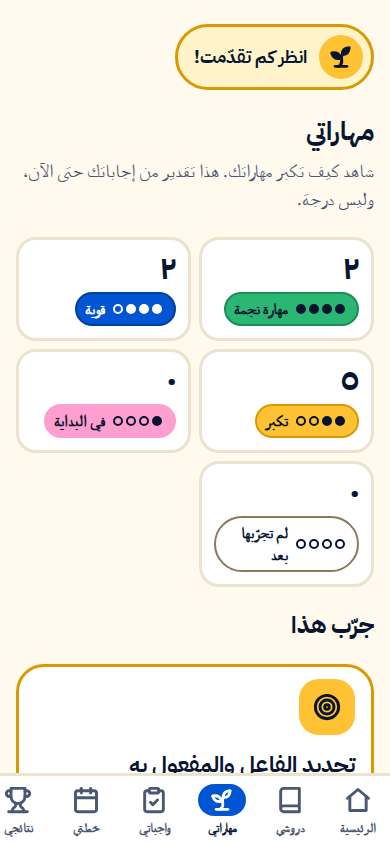 انظر كم تقدّمت!
مهاراتي
شاهد كيف تكبر مهاراتك. هذا تقدير من إجاباتك حتى الآن،
وليس درجة.
٢
مهارة نجمة
٢
قوية
٥
تكبر
٠
في البداية
٠
لم تجرّبها
بعد
جرّب هذا
تحديد الفاعل والمفعول به
الرئيسية
دروسي
مهاراتي
واجباتي
خطتي
نتائجي